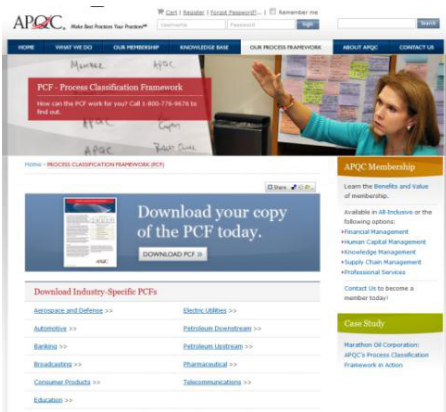 Cart | Register | Forgot Password?... | Remember me
APQC Make Best Practices Your Practices
Username Password login Search
HOME WHAT WE DO OUR MEMBERSHIP KNOWLEDGE BASE OUR PROCESS FRAMEWORK ABOUT APQC CONTACT US
Member APQC
PCF - Process Classification Framework
How can the PCF work for you? Call 1-800-776-9676 to
find out.
APQC
APQC
Home › PROCESS CLASSIFICATION FRAMEWORK (PCF)
Share
Download your copy
of the PCF today.
DOWNLOAD PCF »
Download Industry-Specific PCFs
Aerospace and Defense >> Electric Utilities >>
Automotive >> Petroleum Downstream >>
Banking >> Petroleum Upstream >>
Broadcasting >> Pharmaceutical >>
Consumer Products >> Telecommunications >>
Education >>
APQC Membership
Learn the Benefits and Value
of membership.
Available in All-Inclusive or the
following options:
Financial Management
Human Capital Management
Knowledge Management
Supply Chain Management
Professional Services
Contact Us to become a
member today!
Case Study
Marathon Oil Corporation:
APQC's Process Classification
Framework in Action